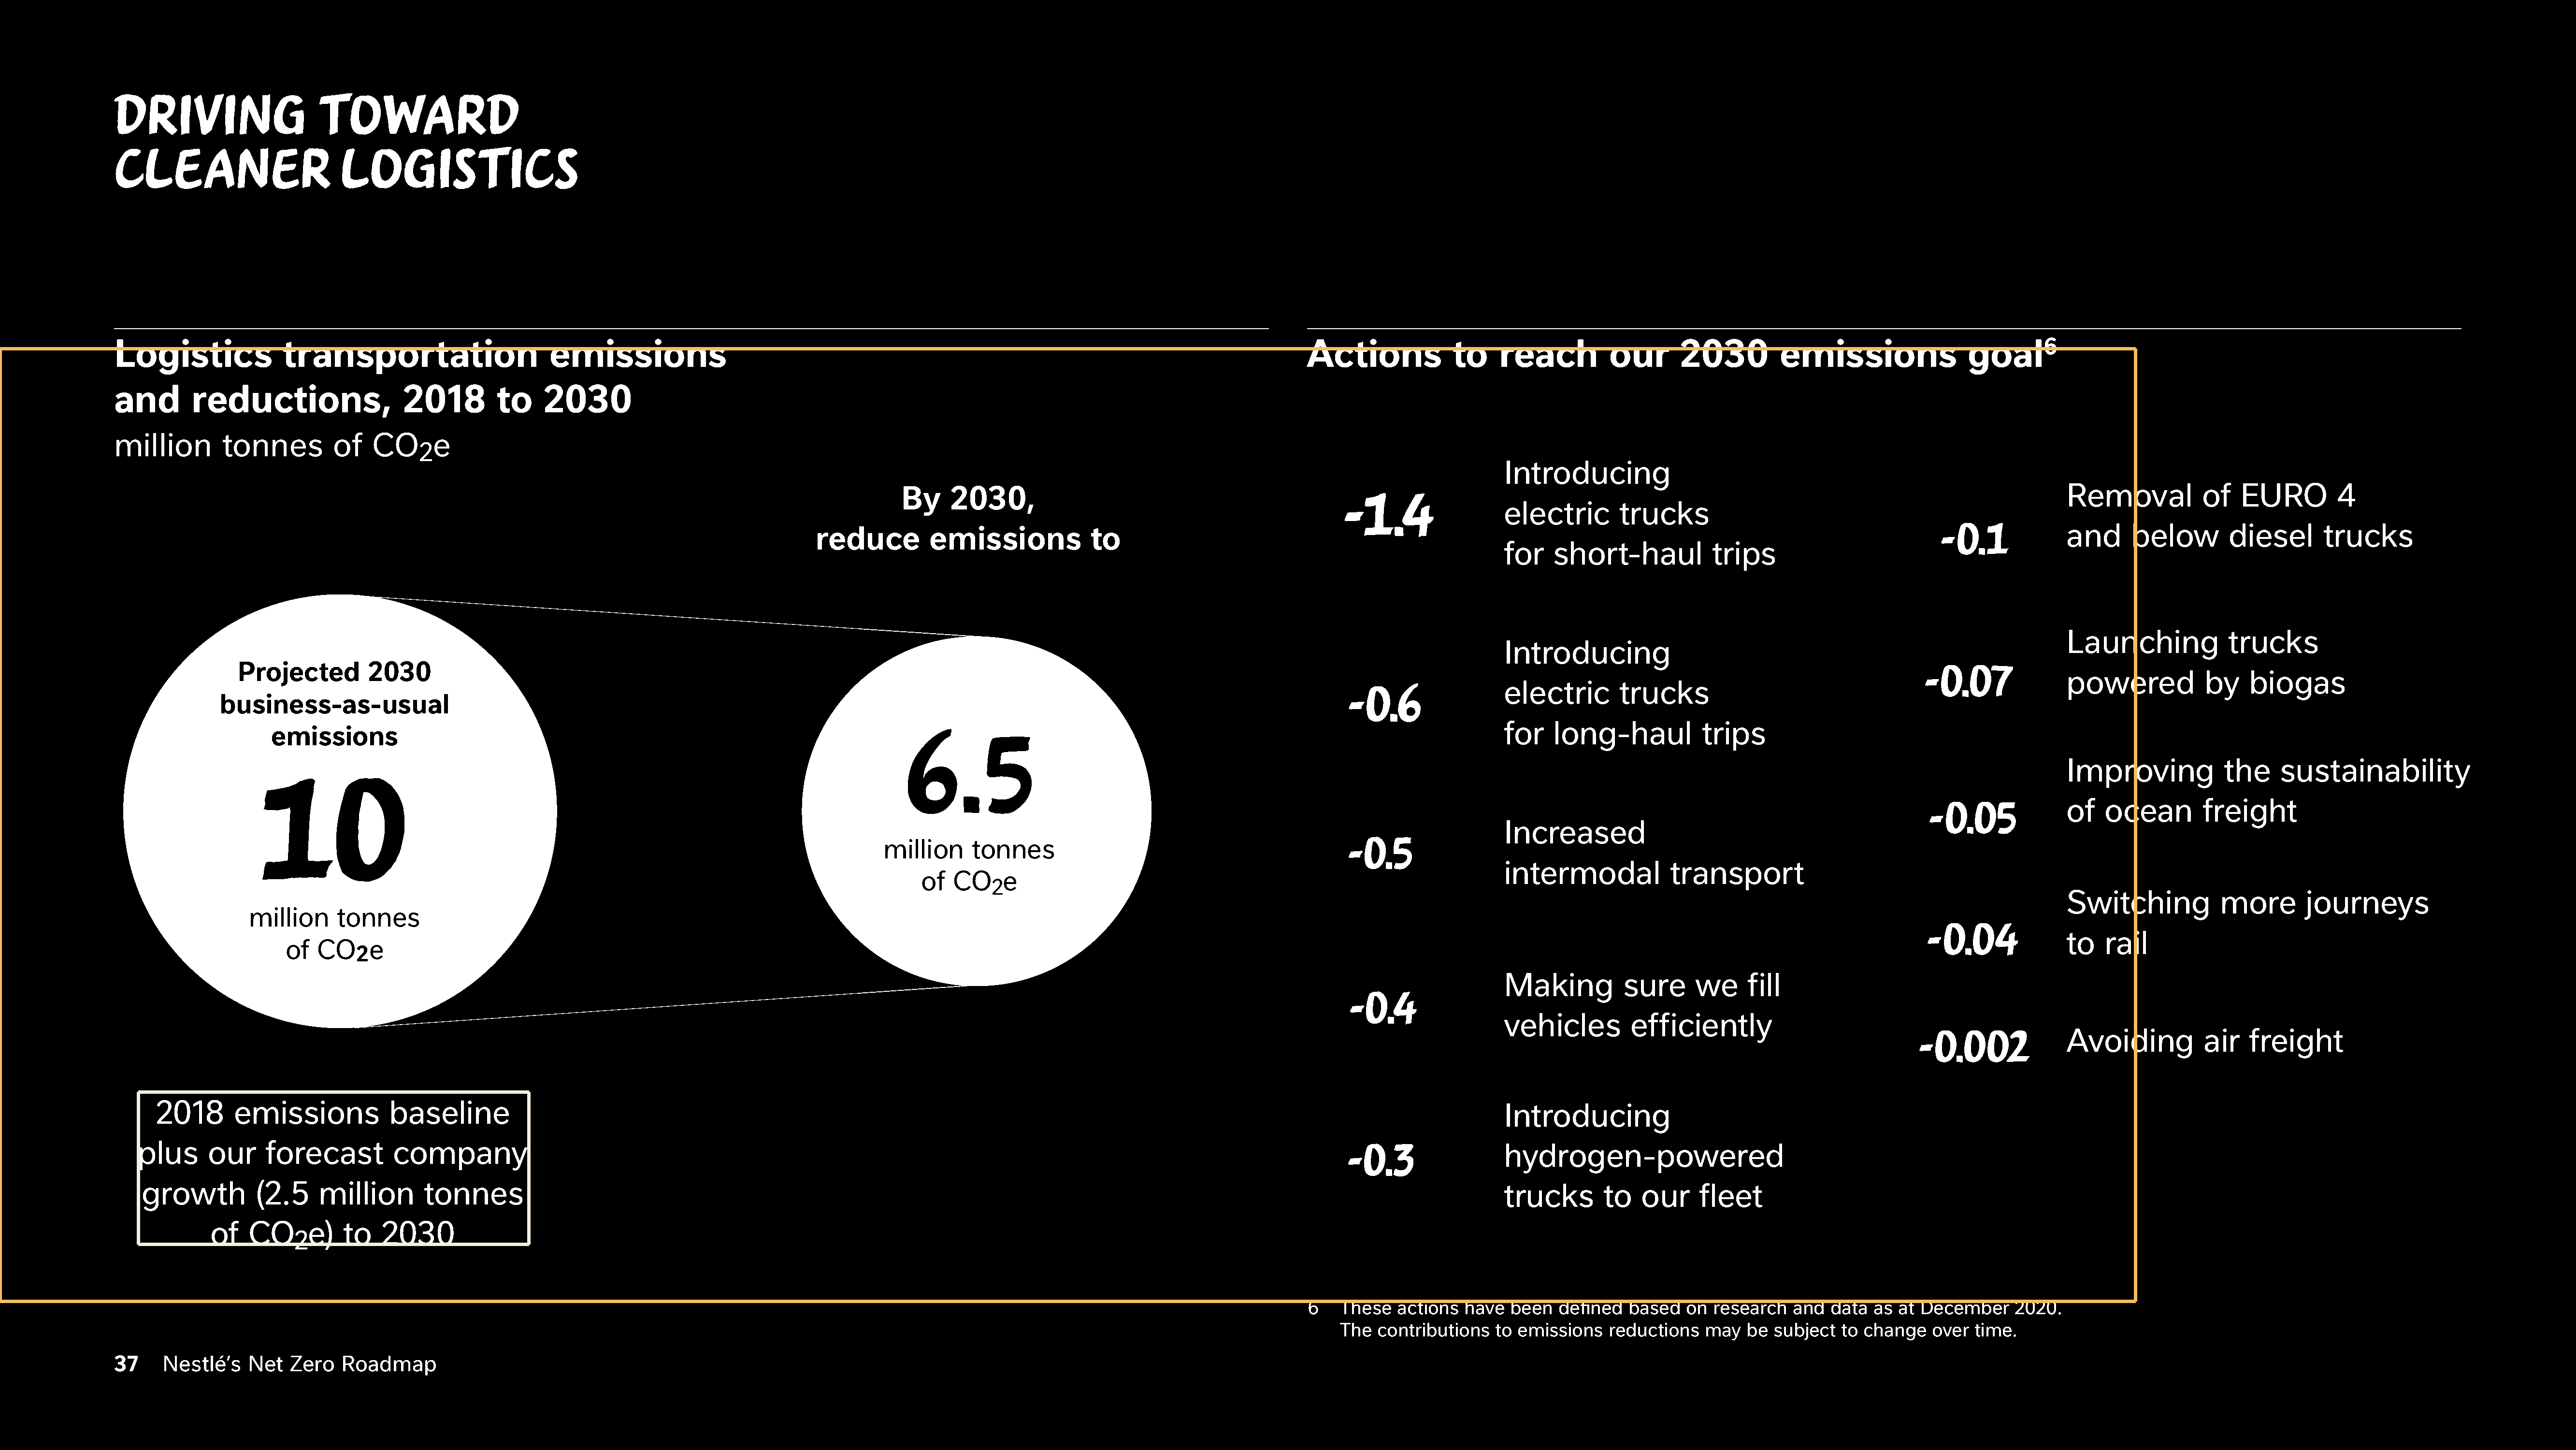 DRIVING TOWARD
CLEANER LOGISTICS
Logistics transportation emissions
and reductions, 2018 to 2030
million tonnes of CO2e
By 2030,
reduce emissions to
Projected 2030
business-as-usual
emissions
10
million tonnes
of CO2e
6.5
million tonnes
of CO2e
2018 emissions baseline
plus our forecast company
growth (2.5 million tonnes
of CO2e) to 2030
Actions to reach our 2030 emissions goal6
-1.4
Introducing
electric trucks
for short-haul trips
-0.6
Introducing
electric trucks
for long-haul trips
-0.5
Increased
intermodal transport
-0.4
Making sure we fill
vehicles efficiently
-0.3
Introducing
hydrogen-powered
trucks to our fleet
-0.1
Removal of EURO 4
and below diesel trucks
-0.07
Launching trucks
powered by biogas
-0.05
Improving the sustainability
of ocean freight
-0.04
Switching more journeys
to rail
-0.002
Avoiding air freight
6 These actions have been defined based on research and data as at December 2020.
The contributions to emissions reductions may be subject to change over time.
37 Nestlé's Net Zero Roadmap